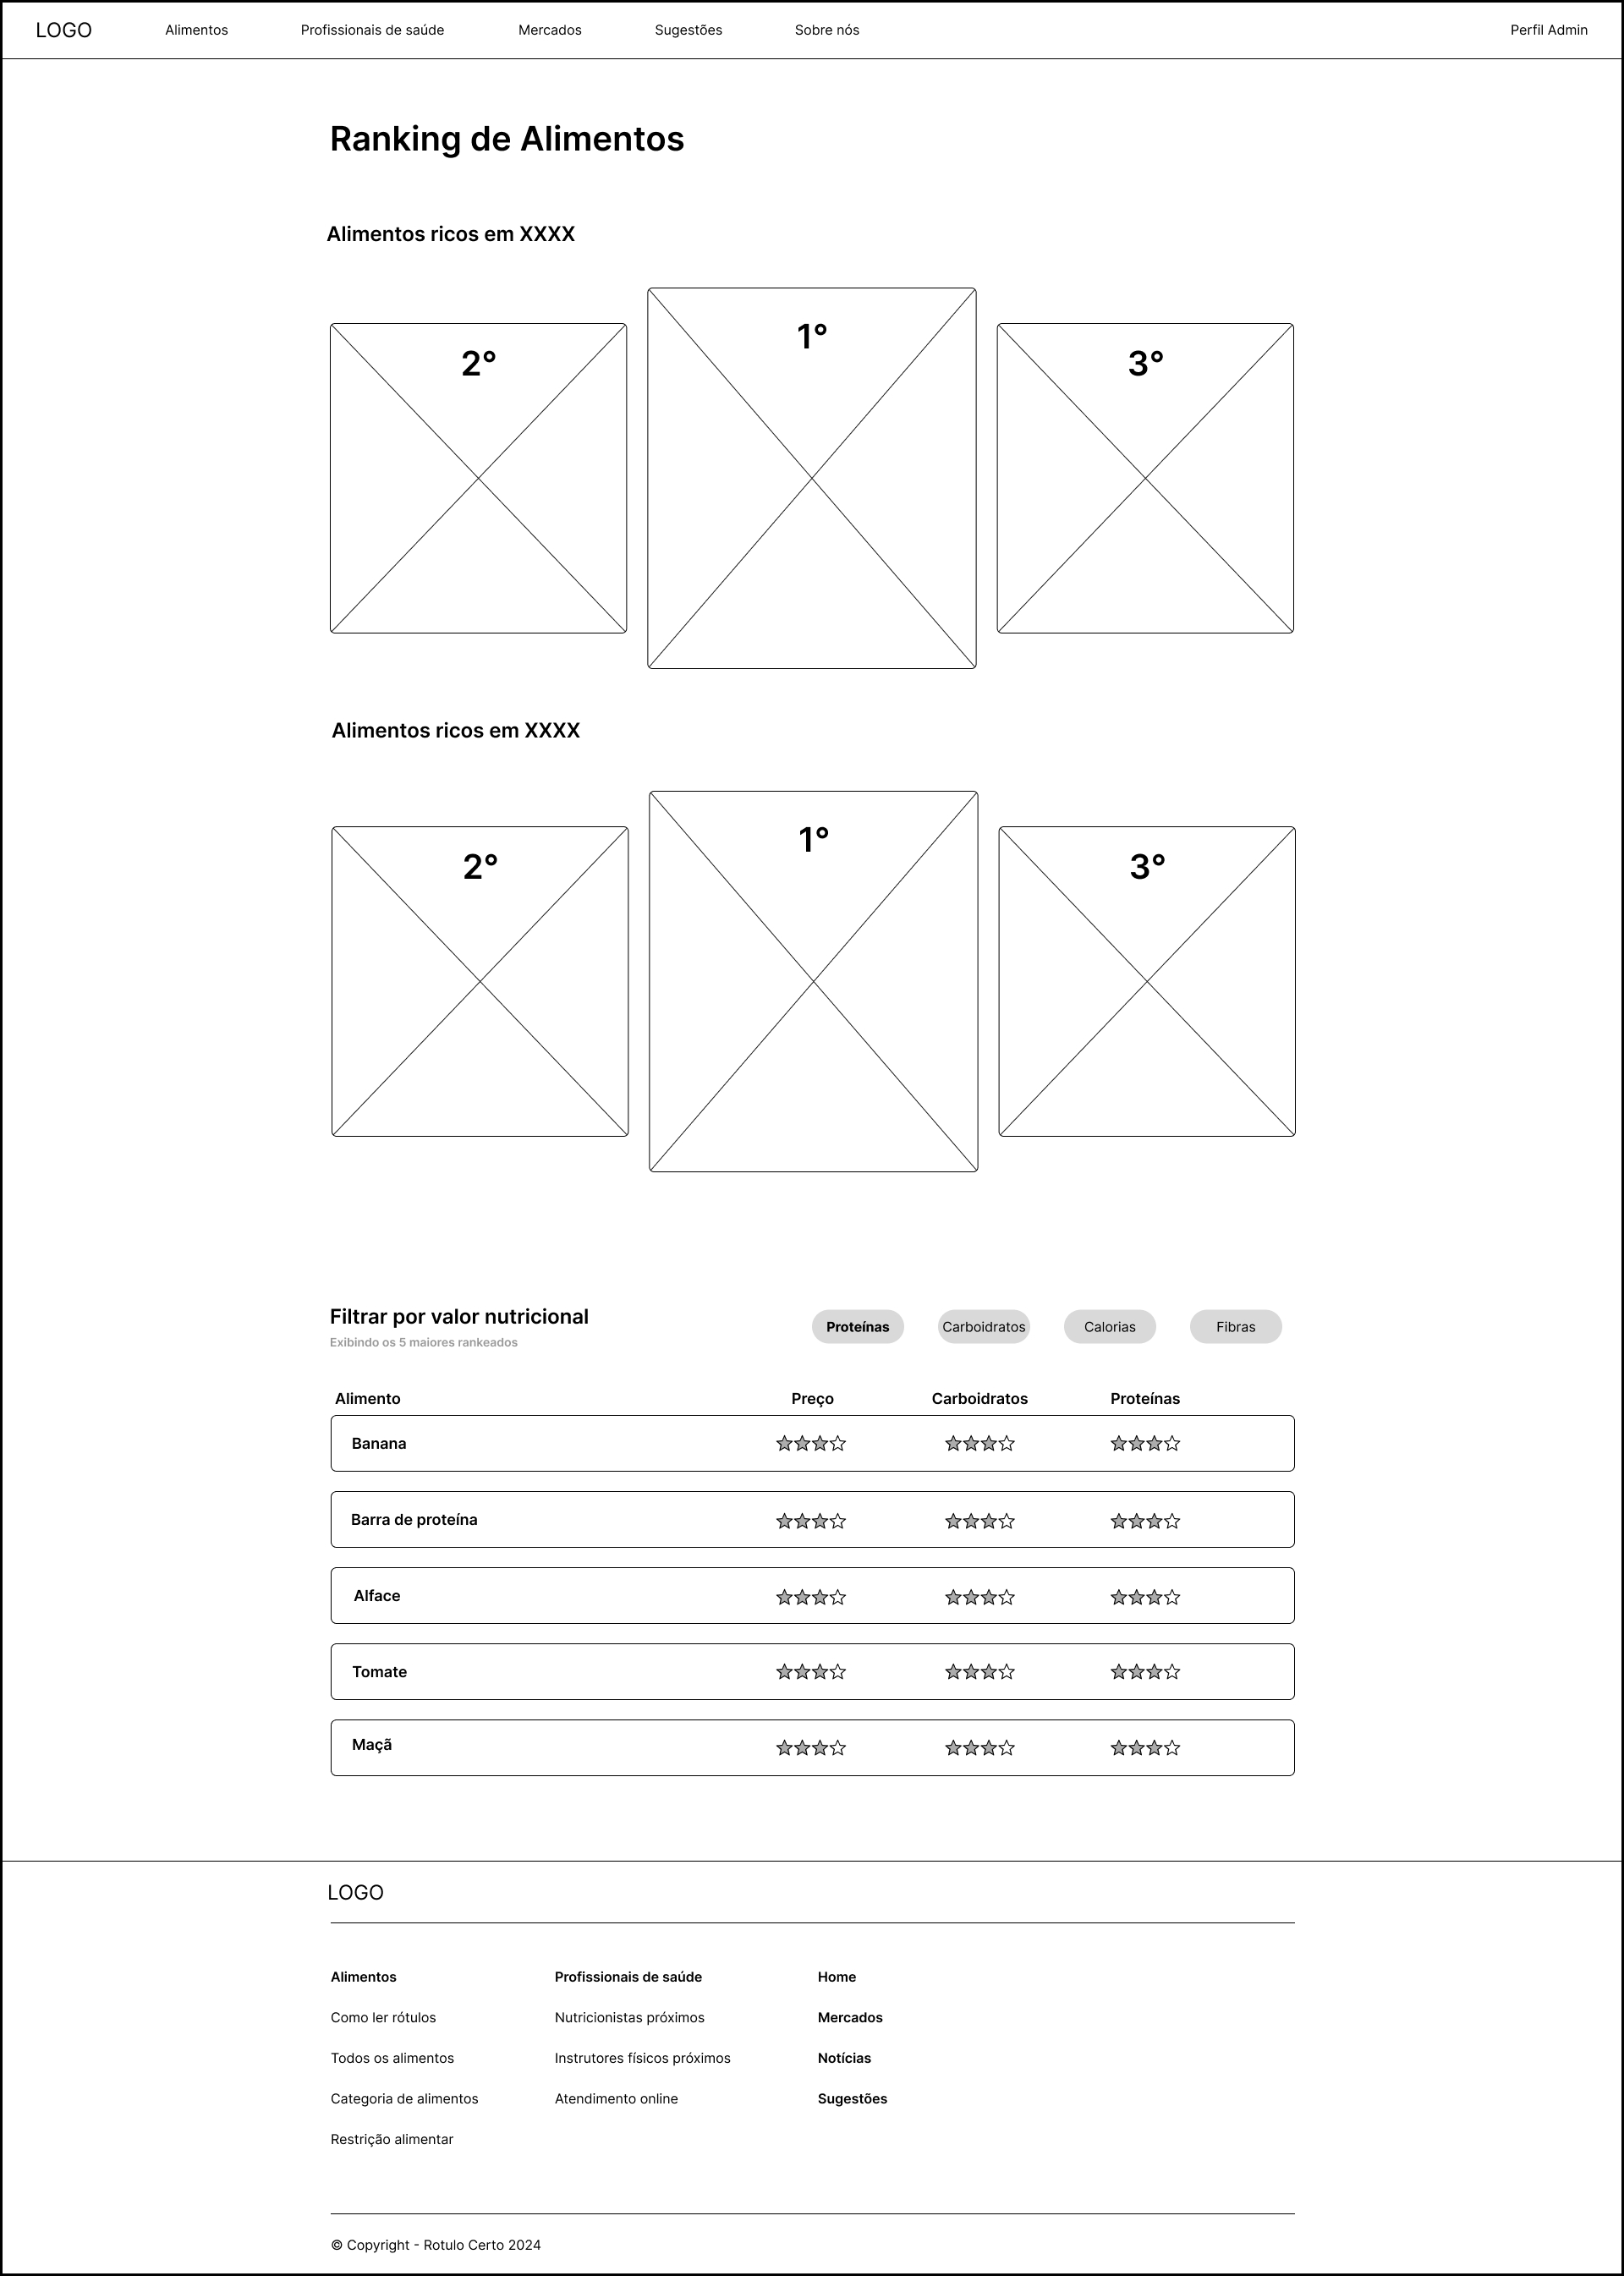 LOGO Alimentos Profissionais de saúde Mercados Sugestões Sobre nós Perfil Admin
Ranking de Alimentos
Alimentos ricos em XXXX
2° 1° 3°
Alimentos ricos em XXXX
2° 1° 3°
Filtrar por valor nutricional
Exibindo os 5 maiores rankeados
Proteínas Carboidratos Calorias Fibras
Alimento Preço Carboidratos Proteínas
Banana
Barra de proteína
Alface
Tomate
Maçã
LOGO
Alimentos Profissionais de saúde Home
Como ler rótulos Nutricionistas próximos Mercados
Todos os alimentos Instrutores físicos próximos Notícias
Categoria de alimentos Atendimento online Sugestões
Restrição alimentar
© Copyright - Rotulo Certo 2024